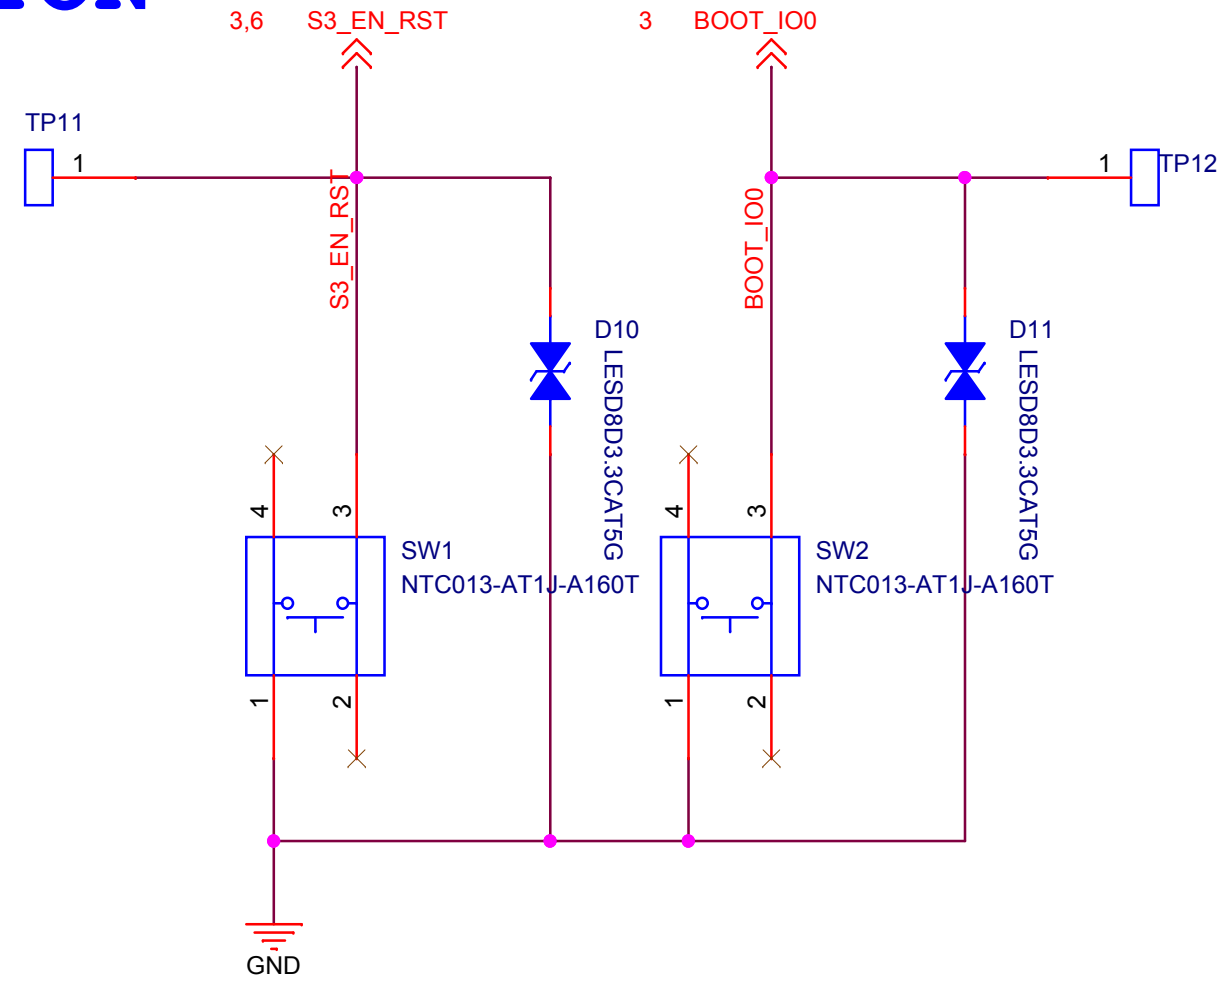 3,6 S3_EN_RST 3 BOOT_IO0
TP11
1
1 TP12
S3_EN_RST
BOOT_IO0
D10
LESD8D3.3CAT5G
D11
LESD8D3.3CAT5G
4 3
SW1
NTC013-AT1J-A160T
1 2
4 3
SW2
NTC013-AT1J-A160T
1 2
GND